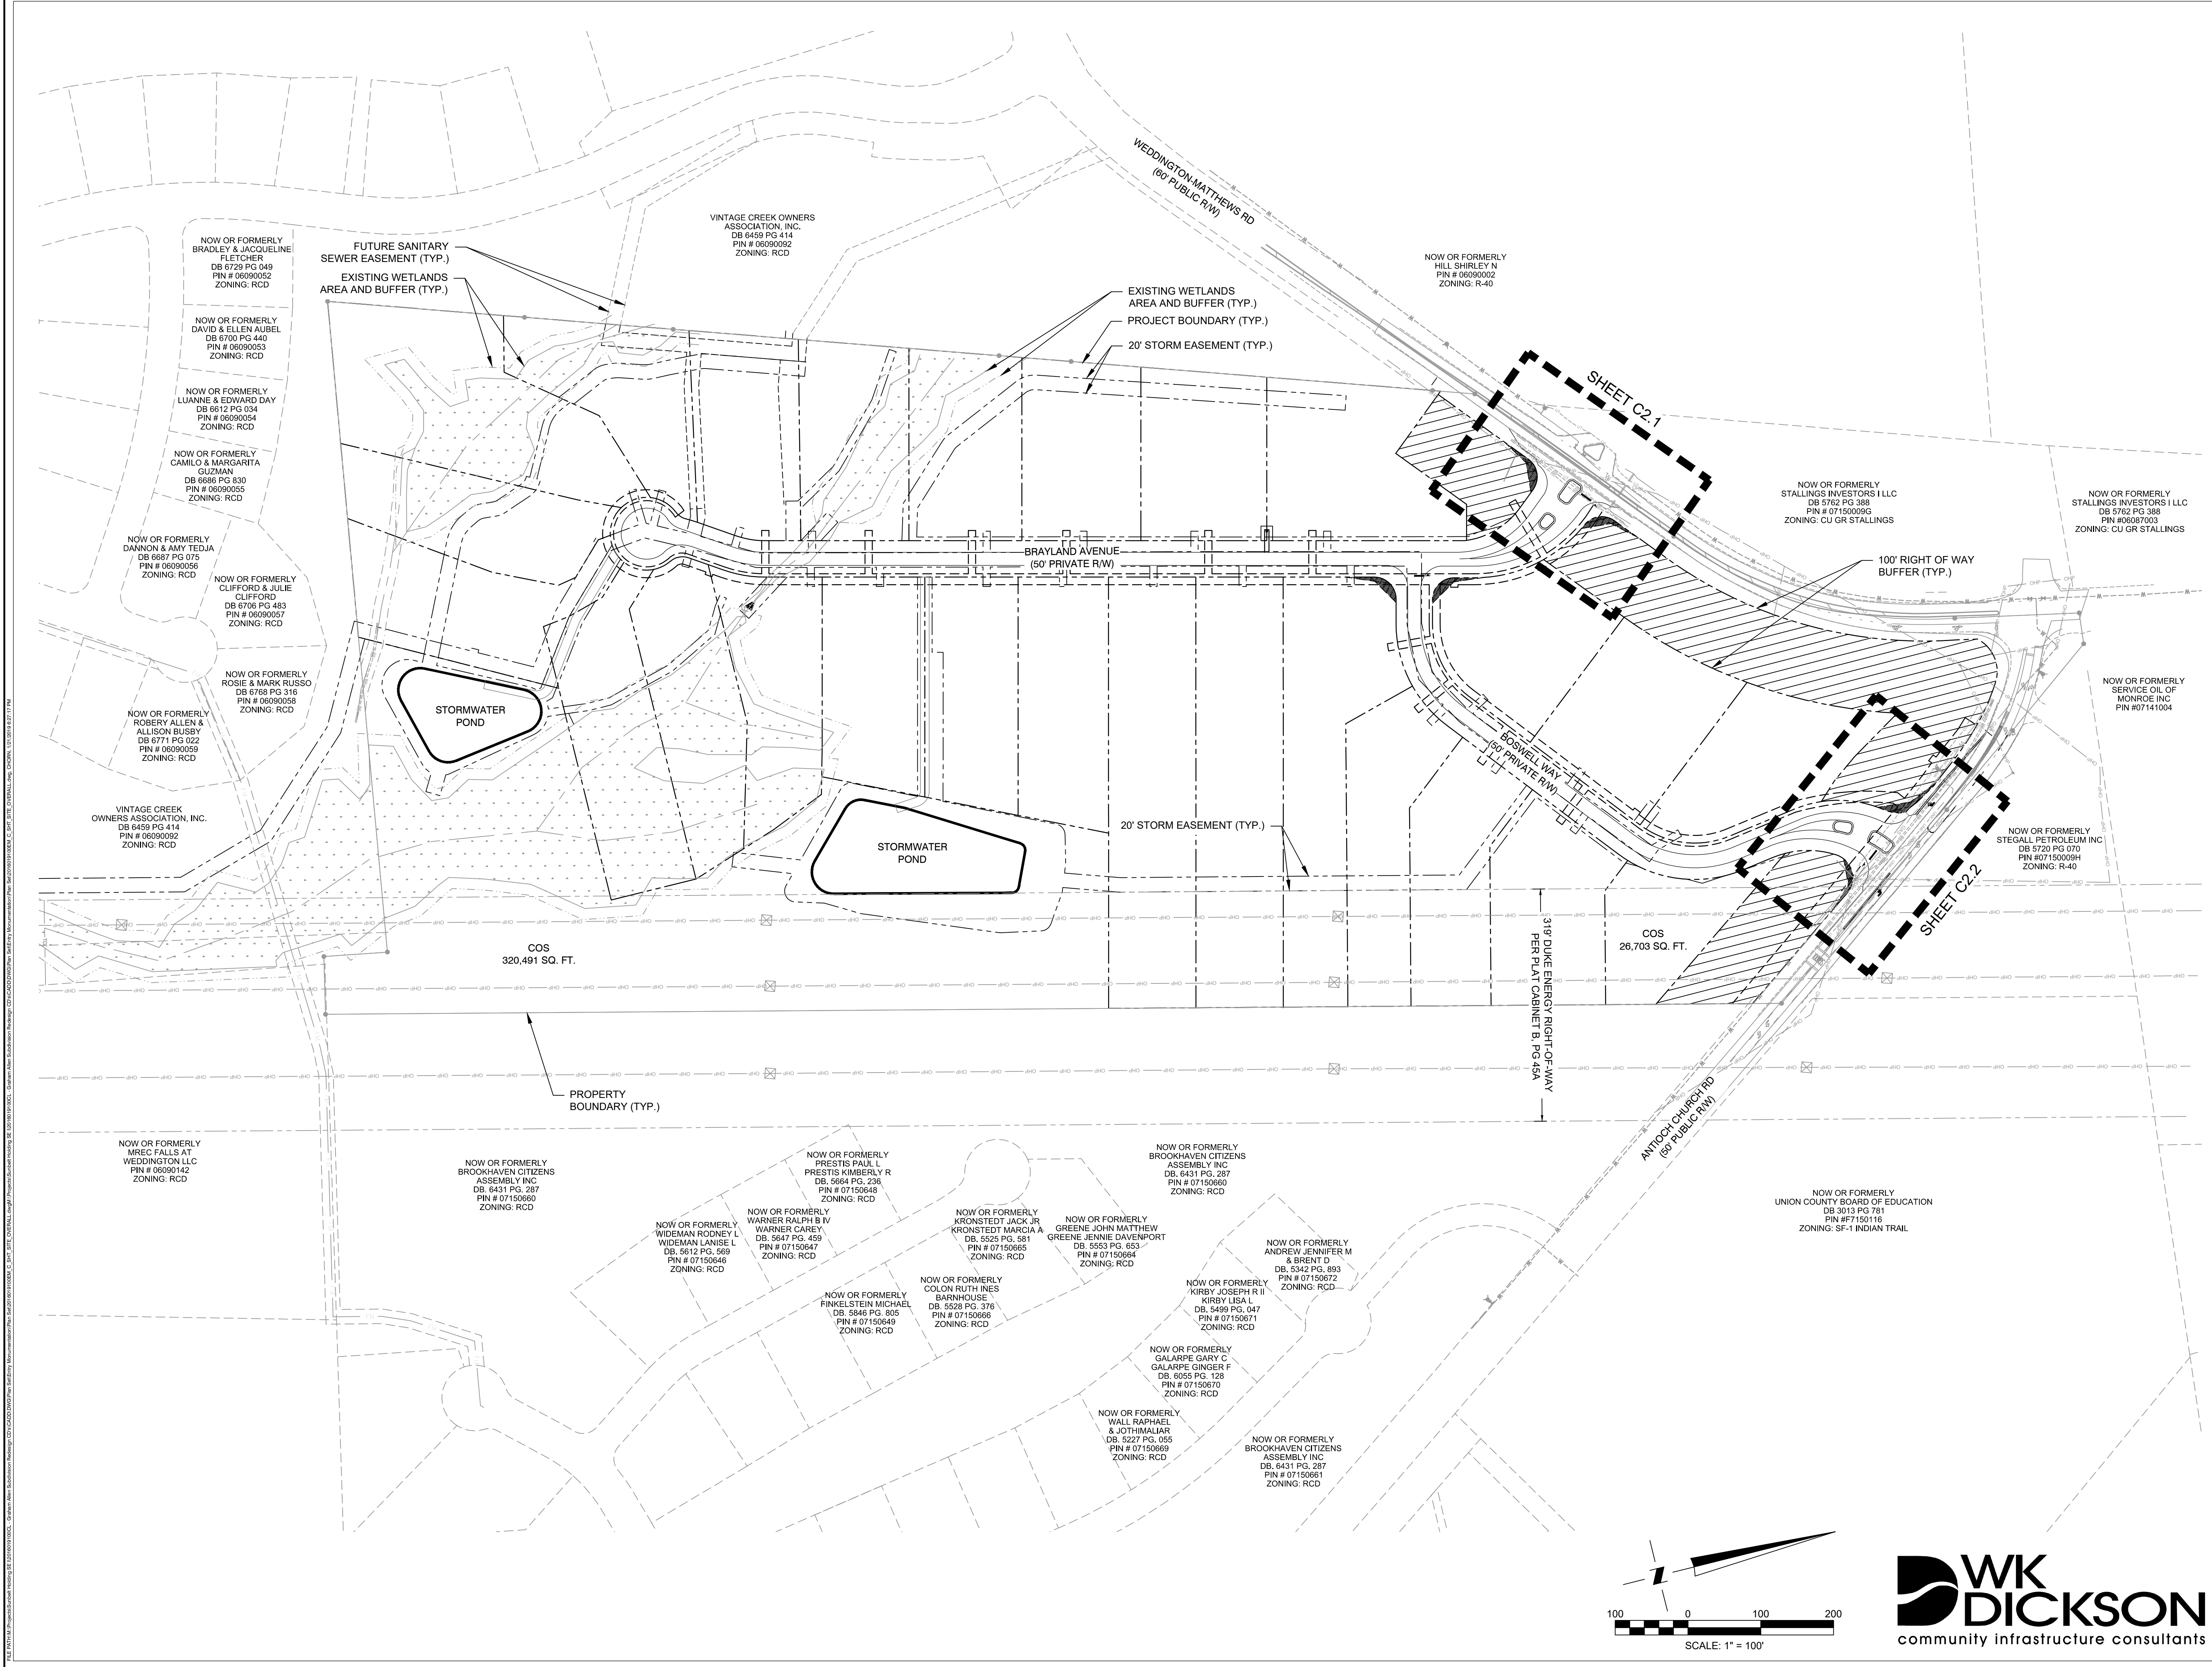 WEDDINGTON-MATTHEWS RD
(60' PUBLIC R/W)
VINTAGE CREEK OWNERS
ASSOCIATION, INC.
DB 6459 PG 414
PIN # 06090092
ZONING: RCD
NOW OR FORMERLY
BRADLEY & JACQUELINE
FLETCHER
DB 6729 PG 049
PIN # 06090052
ZONING: RCD
FUTURE SANITARY
SEWER EASEMENT (TYP.)
EXISTING WETLANDS
AREA AND BUFFER (TYP.)
NOW OR FORMERLY
HILL SHIRLEY N
PIN # 06090002
ZONING: R-40
EXISTING WETLANDS
AREA AND BUFFER (TYP.)
PROJECT BOUNDARY (TYP.)
20' STORM EASEMENT (TYP.)
NOW OR FORMERLY
DAVID & ELLEN AUBEL
DB 6700 PG 440
PIN # 06090053
ZONING: RCD
SHEET C2.1
NOW OR FORMERLY
LUANNE & EDWARD DAY
DB 6612 PG 034
PIN # 06090054
ZONING: RCD
NOW OR FORMERLY
CAMILO & MARGARITA
GUZMAN
DB 6686 PG 830
PIN # 06090055
ZONING: RCD
NOW OR FORMERLY
STALLINGS INVESTORS I LLC
DB 5762 PG 388
PIN # 07150009G
ZONING: CU GR STALLINGS
NOW OR FORMERLY
STALLINGS INVESTORS I LLC
DB 5762 PG 388
PIN #06087003
ZONING: CU GR STALLINGS
NOW OR FORMERLY
DANNON & AMY TEDJA
DB 6687 PG 075
PIN # 06090056
ZONING: RCD
BRAYLAND AVENUE
(50' PRIVATE R/W)
100' RIGHT OF WAY
BUFFER (TYP.)
NOW OR FORMERLY
CLIFFORD & JULIE
CLIFFORD
DB 6706 PG 483
PIN # 06090057
ZONING: RCD
NOW OR FORMERLY
ROSIE & MARK RUSSO
DB 6768 PG 316
PIN # 06090058
ZONING: RCD
NOW OR FORMERLY
SERVICE OIL OF
MONROE INC
PIN #07141004
STORMWATER
POND
NOW OR FORMERLY
ROBERY ALLEN &
ALLISON BUSBY
DB 6771 PG 022
PIN # 06090059
ZONING: RCD
BOSWELL WAY
(50' PRIVATE R/W)
VINTAGE CREEK
OWNERS ASSOCIATION, INC.
DB 6459 PG 414
PIN # 06090092
ZONING: RCD
20' STORM EASEMENT (TYP.)
STORMWATER
POND
NOW OR FORMERLY
STEGALL PETROLEUM INC
DB 5720 PG 070
PIN #07150009H
ZONING: R-40
SHEET C2.2
COS
320,491 SQ. FT.
COS
26,703 SQ. FT.
319' DUKE ENERGY RIGHT-OF-WAY
PER PLAT CABINET B, PG 445A
PROPERTY
BOUNDARY (TYP.)
ANTIOCH CHURCH RD
(50' PUBLIC R/W)
NOW OR FORMERLY
MREC FALLS AT
WEDDINGTON LLC
PIN # 06090142
ZONING: RCD
NOW OR FORMERLY
BROOKHAVEN CITIZENS
ASSEMBLY INC
DB. 6431 PG. 287
PIN # 07150660
ZONING: RCD
NOW OR FORMERLY
PRESTIS PAUL L
PRESTIS KIMBERLY R
DB. 5664 PG. 236
PIN # 07150648
ZONING: RCD
NOW OR FORMERLY
BROOKHAVEN CITIZENS
ASSEMBLY INC
DB. 6431 PG. 287
PIN # 07150660
ZONING: RCD
NOW OR FORMERLY
UNION COUNTY BOARD OF EDUCATION
DB 3013 PG 781
PIN #F7150116
ZONING: SF-1 INDIAN TRAIL
NOW OR FORMERLY
WIDEMAN RODNEY L
WIDEMAN LANISE L
DB. 5612 PG, 569
PIN # 07150646
ZONING: RCD
NOW OR FORMERLY
WARNER RALPH B IV
WARNER CAREY
DB. 5647 PG. 459
PIN # 07150647
ZONING: RCD
NOW OR FORMERLY
KRONSTEDT JACK JR
KRONSTEDT MARCIA A
DB. 5525 PG. 581
PIN # 07150665
ZONING: RCD
NOW OR FORMERLY
GREENE JOHN MATTHEW
GREENE JENNIE DAVENPORT
DB. 5553 PG. 653
PIN # 07150664
ZONING: RCD
NOW OR FORMERLY
ANDREW JENNIFER M
& BRENT D
DB, 5342 PG, 893
PIN # 07150672
ZONING: RCD
NOW OR FORMERLY
FINKELSTEIN MICHAEL
DB. 5846 PG. 805
PIN # 07150649
ZONING: RCD
NOW OR FORMERLY
COLON RUTH INES
BARNHOUSE
DB. 5528 PG. 376
PIN # 07150666
ZONING: RCD
NOW OR FORMERLY
KIRBY JOSEPH R II
KIRBY LISA L
DB, 5499 PG, 047
PIN # 07150671
ZONING: RCD
NOW OR FORMERLY
GALARPE GARY C
GALARPE GINGER F
DB. 6055 PG. 128
PIN # 07150670
ZONING: RCD
NOW OR FORMERLY
WALL RAPHAEL
& JOTHIMALIAR
DB. 5227 PG. 055
PIN # 07150669
ZONING: RCD
NOW OR FORMERLY
BROOKHAVEN CITIZENS
ASSEMBLY INC
DB, 6431 PG, 287
PIN # 07150661
ZONING: RCD
100 0 100 200
SCALE: 1" = 100'
WK
DICKSON
community infrastructure consultants